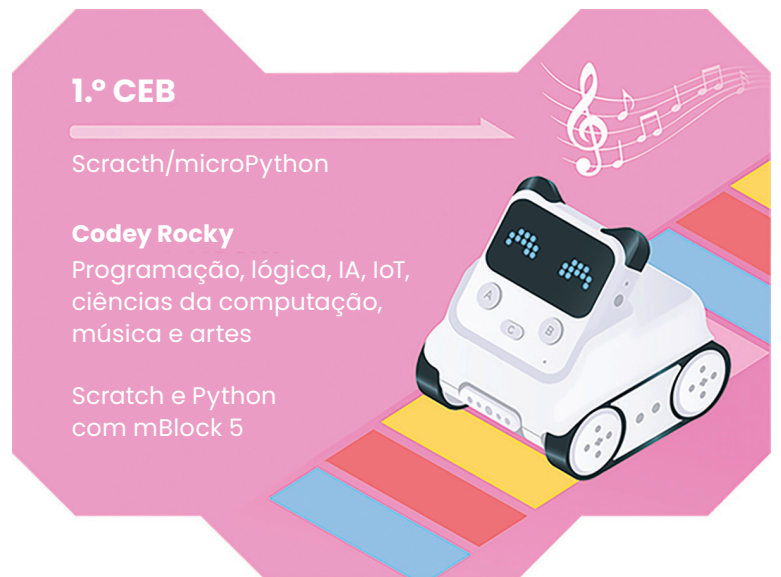 1.º CEB
Scracth/microPython
Codey Rocky
Programação, lógica, IA, IoT,
ciências da computação,
música e artes
Scratch e Python
com mBlock 5
A
C
B